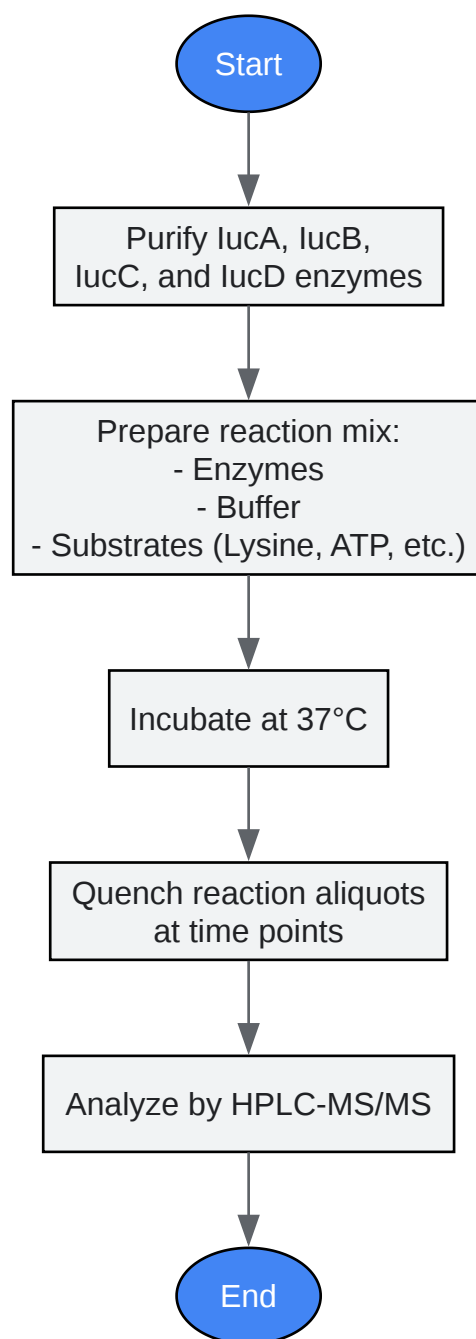 Start
Purify IucA, IucB,
IucC, and IucD enzymes
Prepare reaction mix:
- Enzymes
- Buffer
- Substrates (Lysine, ATP, etc.)
Incubate at 37°C
Quench reaction aliquots
at time points
Analyze by HPLC-MS/MS
End